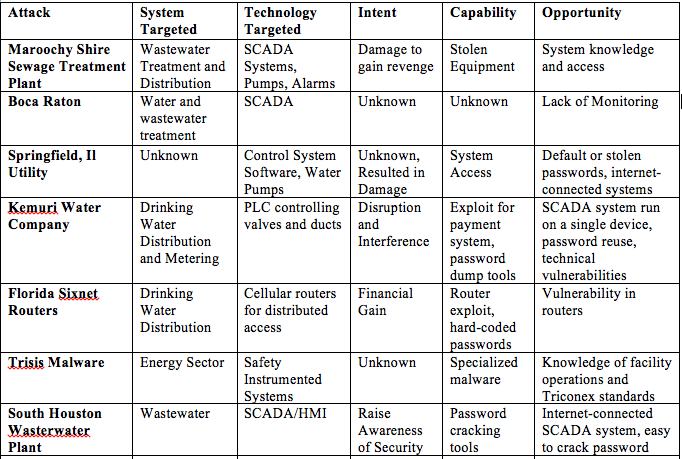 Attack System Targeted Technology Targeted Intent Capability Opportunity
Maroochy Shire Sewage Treatment Plant Wastewater Treatment and Distribution SCADA Systems, Pumps, Alarms Damage to gain revenge Stolen Equipment System knowledge and access
Boca Raton Water and wastewater treatment SCADA Unknown Unknown Lack of Monitoring
Springfield, Il Utility Unknown Control System Software, Water Pumps Unknown, Resulted in Damage System Access Default or stolen passwords, internet-connected systems
Kemuri Water Company Drinking Water Distribution and Metering PLC controlling valves and ducts Disruption and Interference Exploit for payment system, password dump tools SCADA system run on a single device, password reuse, technical vulnerabilities
Florida Sixnet Routers Drinking Water Distribution Cellular routers for distributed access Financial Gain Router exploit, hard-coded passwords Vulnerability in routers
Trisis Malware Energy Sector Safety Instrumented Systems Unknown Specialized malware Knowledge of facility operations and Triconex standards
South Houston Wasterwater Plant Wastewater SCADA/HMI Raise Awareness of Security Password cracking tools Internet-connected SCADA system, easy to crack password